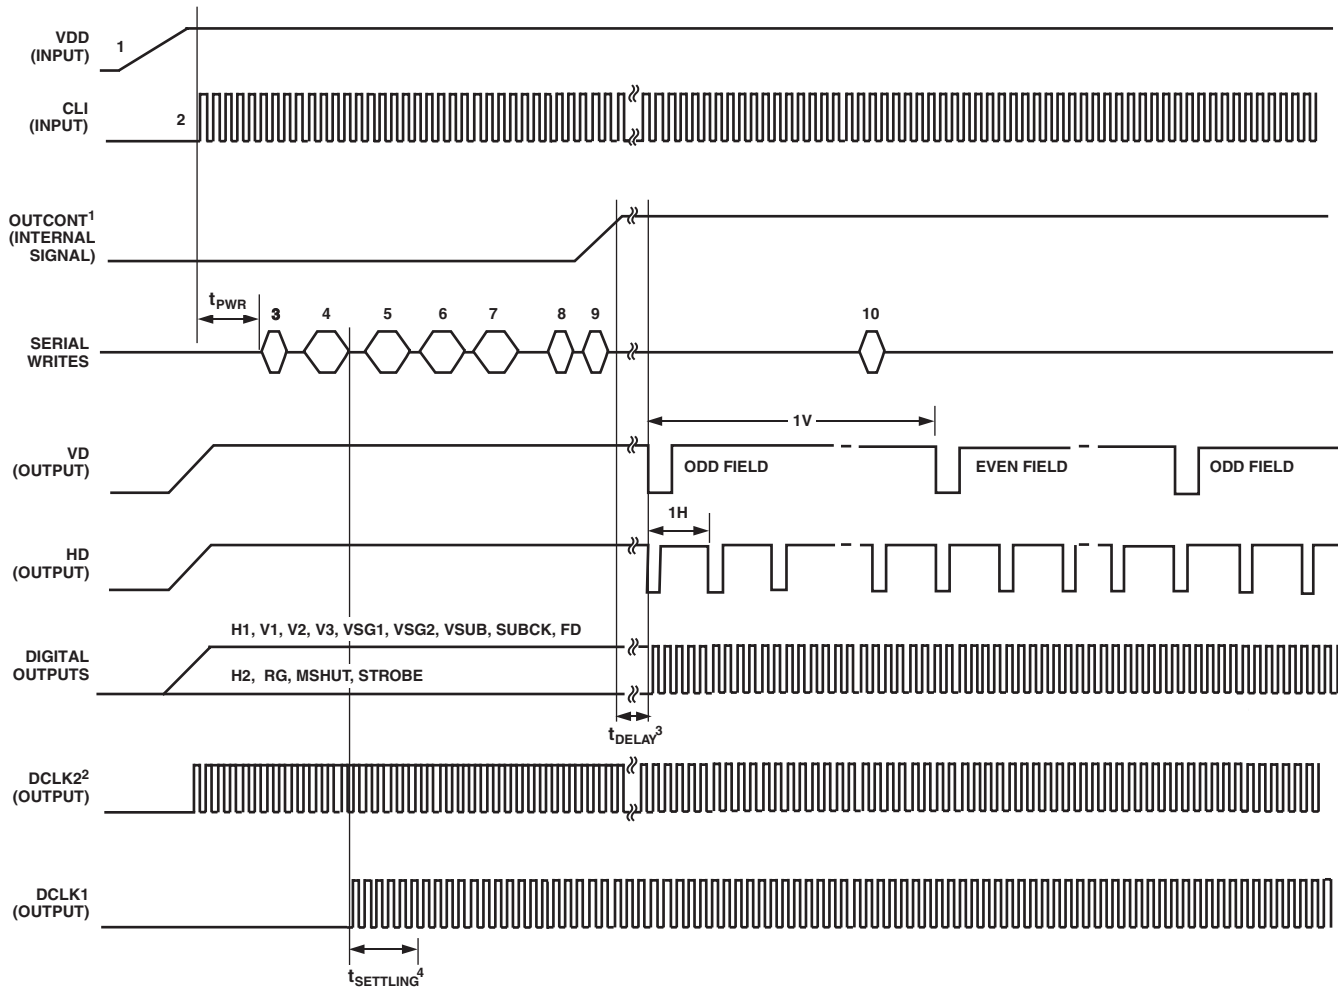 VDD
(INPUT)
1
CLI
(INPUT)
2
OUTCONT¹
(INTERNAL
SIGNAL)
tPWR
3 4 5 6 7 8 9 10
SERIAL
WRITES
1V
VD
(OUTPUT)
ODD FIELD EVEN FIELD ODD FIELD
1H
HD
(OUTPUT)
H1, V1, V2, V3, VSG1, VSG2, VSUB, SUBCK, FD
DIGITAL
OUTPUTS
H2, RG, MSHUT, STROBE
tDELAY³
DCLK2²
(OUTPUT)
DCLK1
(OUTPUT)
tSETTLING⁴